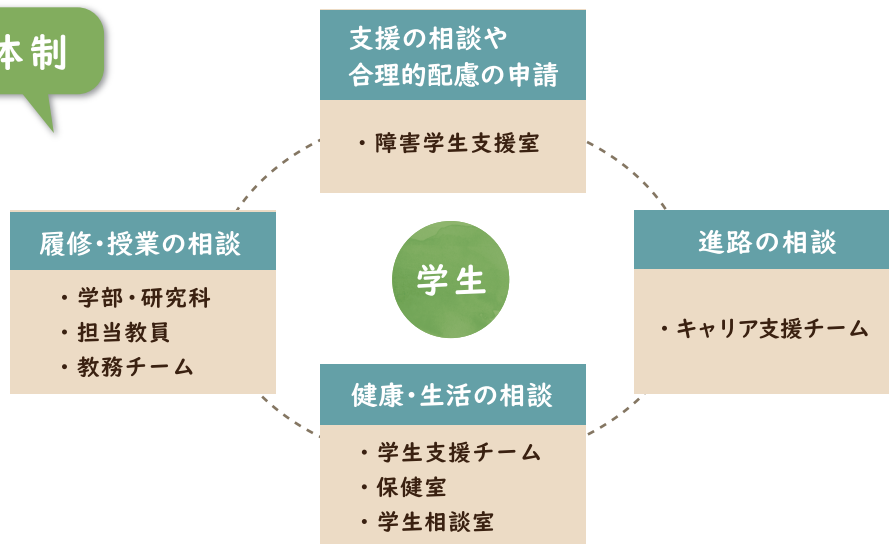 体制
支援の相談や
合理的配慮の申請
・障害学生支援室
履修・授業の相談
・学部・研究科
・担当教員
・教務チーム
学生
進路の相談
・キャリア支援チーム
健康・生活の相談
・学生支援チーム
・保健室
・学生相談室